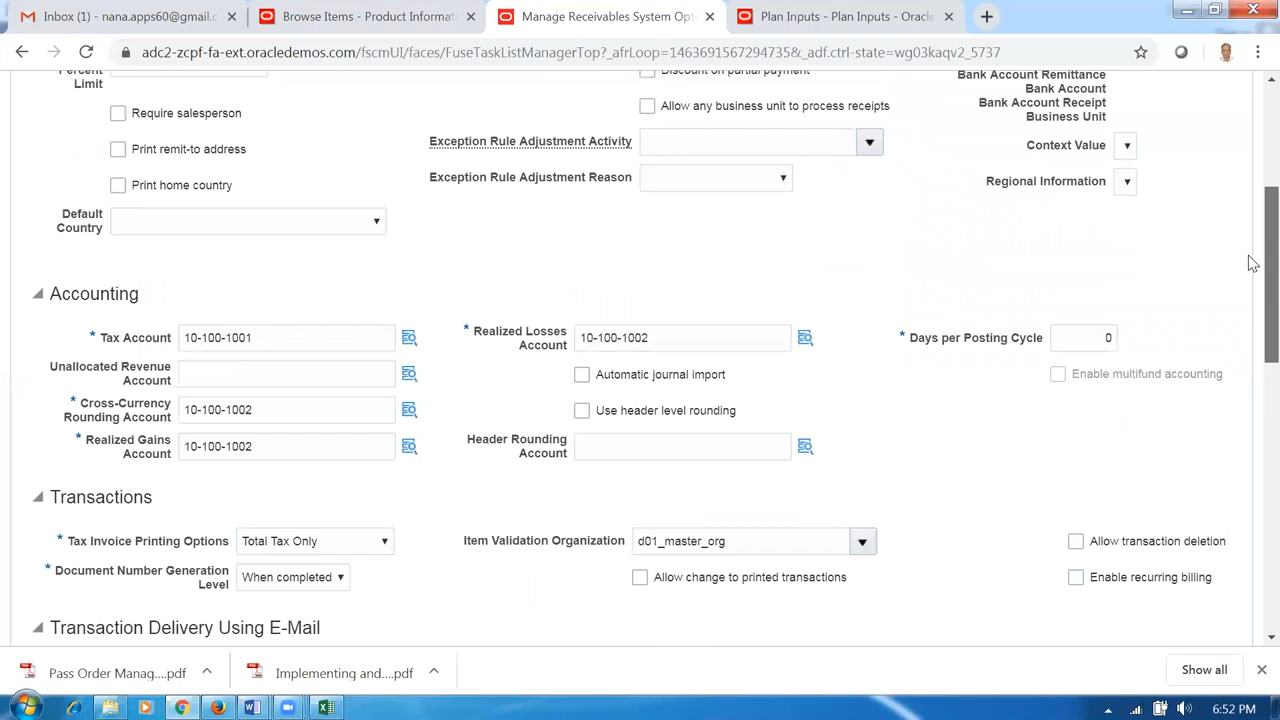 Inbox (1) - nana.apps60@gmail.c
Browse Items - Product Informati
Manage Receivables System Opti
Plan Inputs - Plan Inputs - Oracl
adc2-zcpf-fa-ext.oracledemos.com/fscmUI/faces/FuseTaskListManagerTop?_afrLoop=14636915672947​35&_adf.ctrl-state=wg03kaqv2_5737
Percent
Limit
Discount on partial payment
Bank Account Remittance
Bank Account
Bank Account Receipt
Business Unit
Require salesperson
Allow any business unit to process receipts
Print remit-to address
Exception Rule Adjustment Activity
Context Value
Print home country
Exception Rule Adjustment Reason
Regional Information
Default
Country
Accounting
* Tax Account 10-100-1001
* Realized Losses
Account 10-100-1002
* Days per Posting Cycle 0
Unallocated Revenue
Account
Automatic journal import
Enable multifund accounting
* Cross-Currency
Rounding Account 10-100-1002
Use header level rounding
* Realized Gains
Account 10-100-1002
Header Rounding
Account
Transactions
* Tax Invoice Printing Options Total Tax Only
Item Validation Organization d01_master_org
Allow transaction deletion
* Document Number Generation
Level When completed
Allow change to printed transactions
Enable recurring billing
Transaction Delivery Using E-Mail
Pass Order Manag....pdf
Implementing and....pdf
Show all
6:52 PM